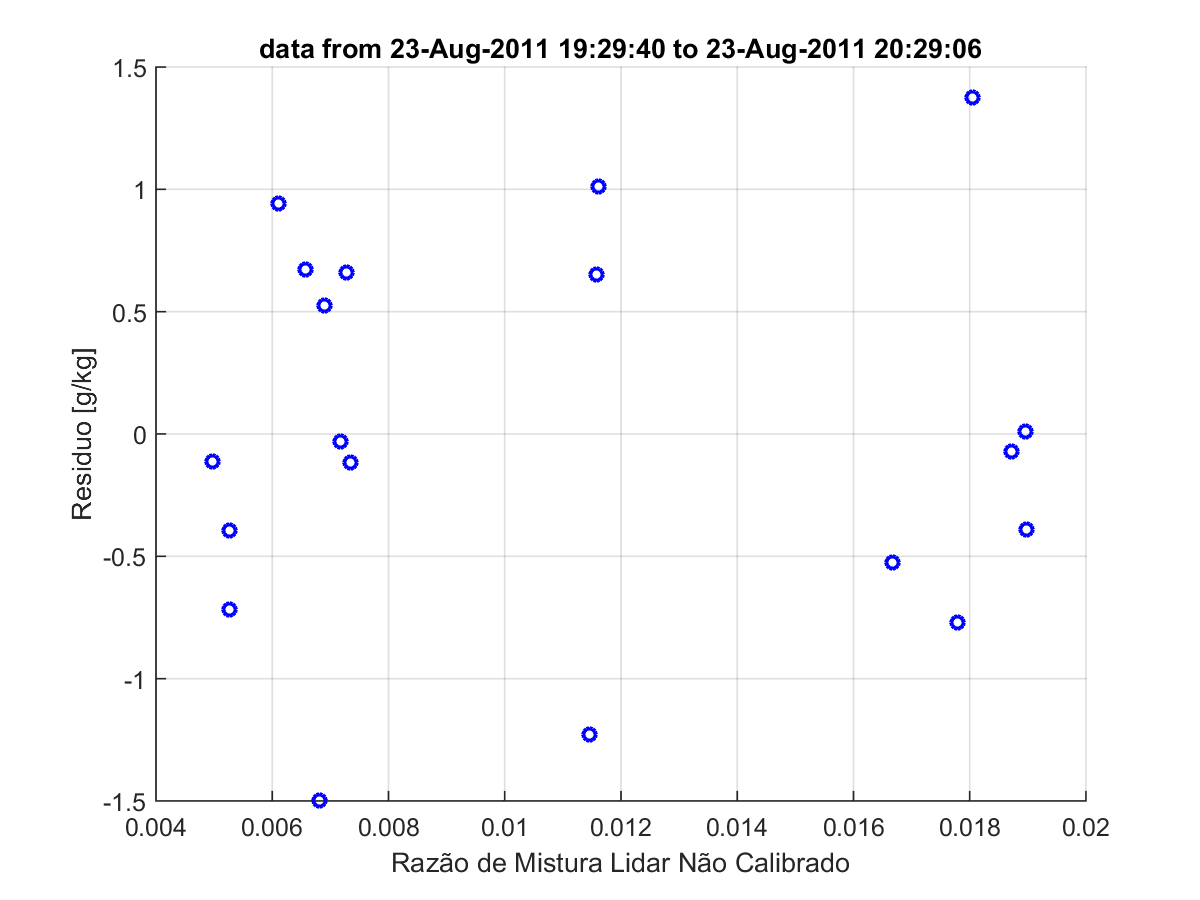 data from 23-Aug-2011 19:29:40 to 23-Aug-2011 20:29:06
1.5
1
0.5
0
-0.5
-1
-1.5
Residuo [g/kg]
0.004 0.006 0.008 0.01 0.012 0.014 0.016 0.018 0.02
Razão de Mistura Lidar Não Calibrado